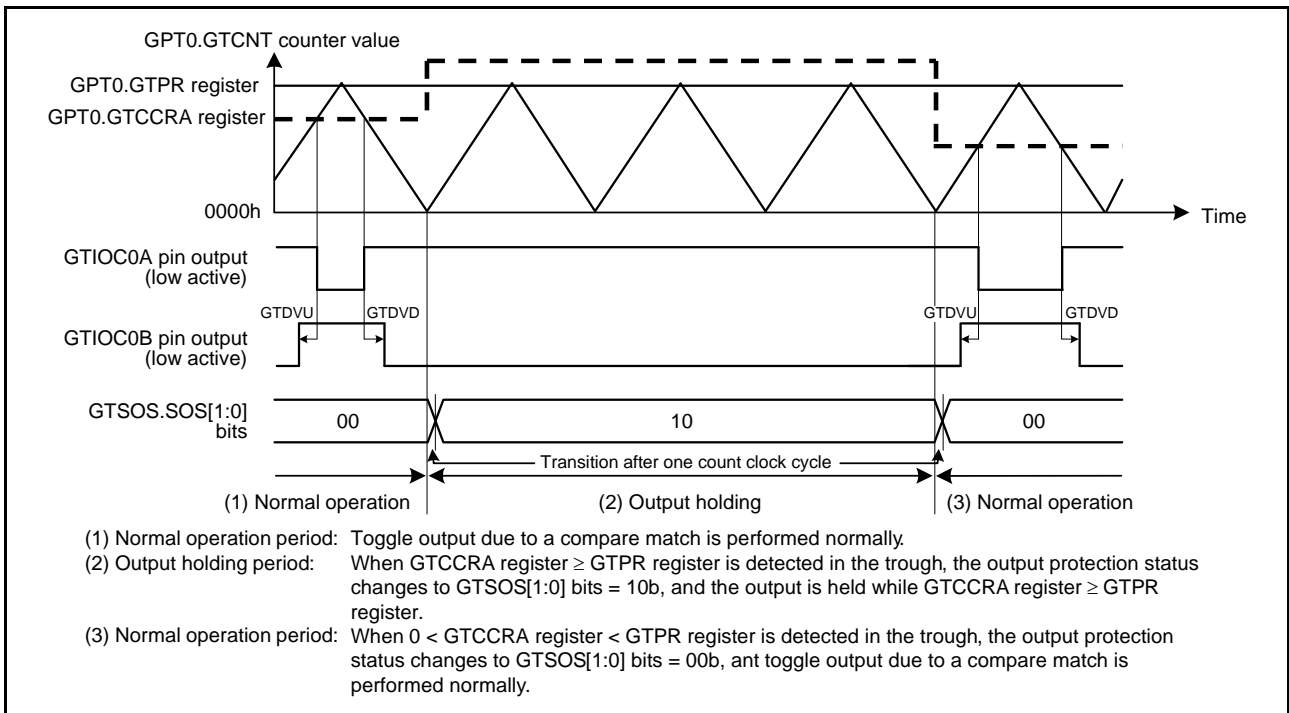 GPT0.GTCNT counter value
GPT0.GTPR register
GPT0.GTCCRA register
0000h
Time
GTIOC0A pin output
(low active)
GTDVU GTDVD GTDVU GTDVD
GTIOC0B pin output
(low active)
GTSOS.SOS[1:0]
bits
00 10 00
Transition after one count clock cycle
(1) Normal operation (2) Output holding (3) Normal operation
(1) Normal operation period: Toggle output due to a compare match is performed normally.
(2) Output holding period: When GTCCRA register ≥ GTPR register is detected in the trough, the output protection status
changes to GTSOS[1:0] bits = 10b, and the output is held while GTCCRA register ≥ GTPR
register.
(3) Normal operation period: When 0 < GTCCRA register < GTPR register is detected in the trough, the output protection
status changes to GTSOS[1:0] bits = 00b, ant toggle output due to a compare match is
performed normally.